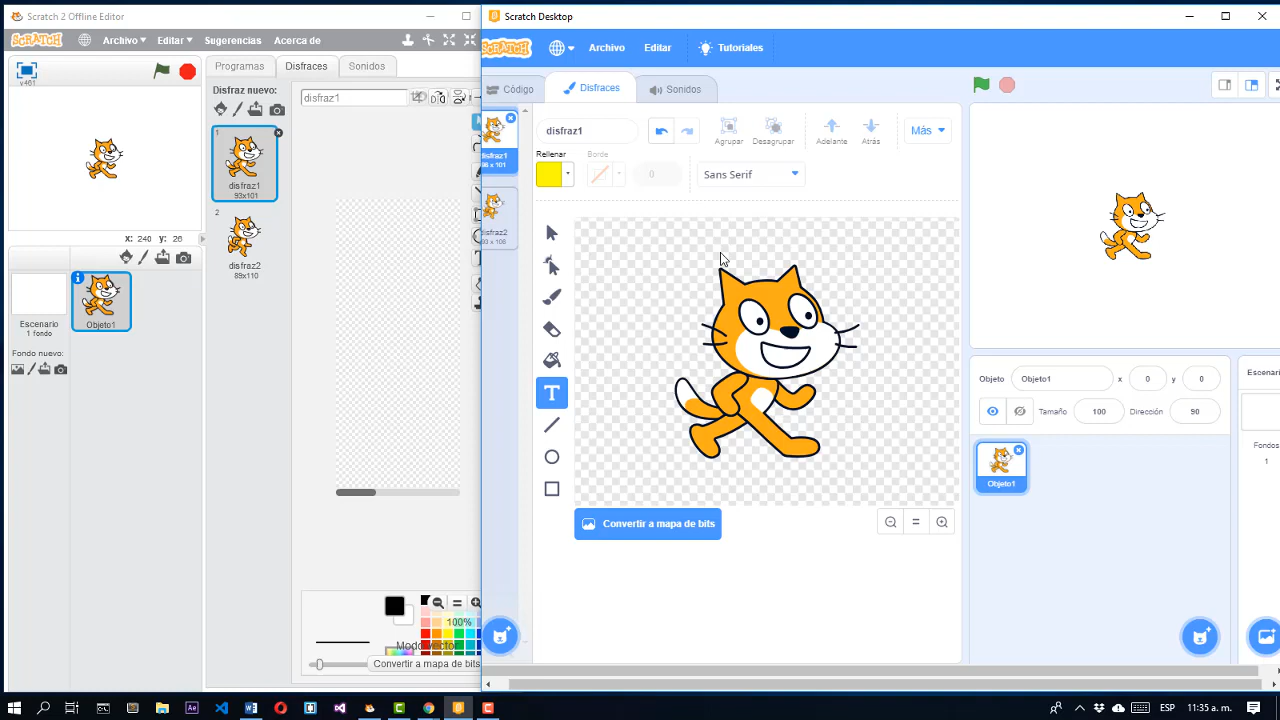 Scratch 2 Offline Editor
SCRATCH
Archivo
Editar
Sugerencias
Acerca de
v461
Programas
Disfraces
Sonidos
Disfraz nuevo:
disfraz1
1
disfraz1
93x101
2
disfraz2
89x110
X: 240 y: 26
Escenario
1 fondo
Objeto1
Fondo nuevo:
100%
Modo Vector
Convertir a mapa de bits
Scratch Desktop
SCRATCH
Archivo
Editar
Tutoriales
Código
Disfraces
Sonidos
disfraz1
disfraz2
disfraz1
Agrupar
Desagrupar
Adelante
Atrás
Más
Rellenar
Borde
0
Sans Serif
T
Convertir a mapa de bits
Objeto
Objeto1
x
0
y
0
Tamaño
100
Dirección
90
Objeto1
Escenari
Fondos
1
ESP
11:35 a. m.